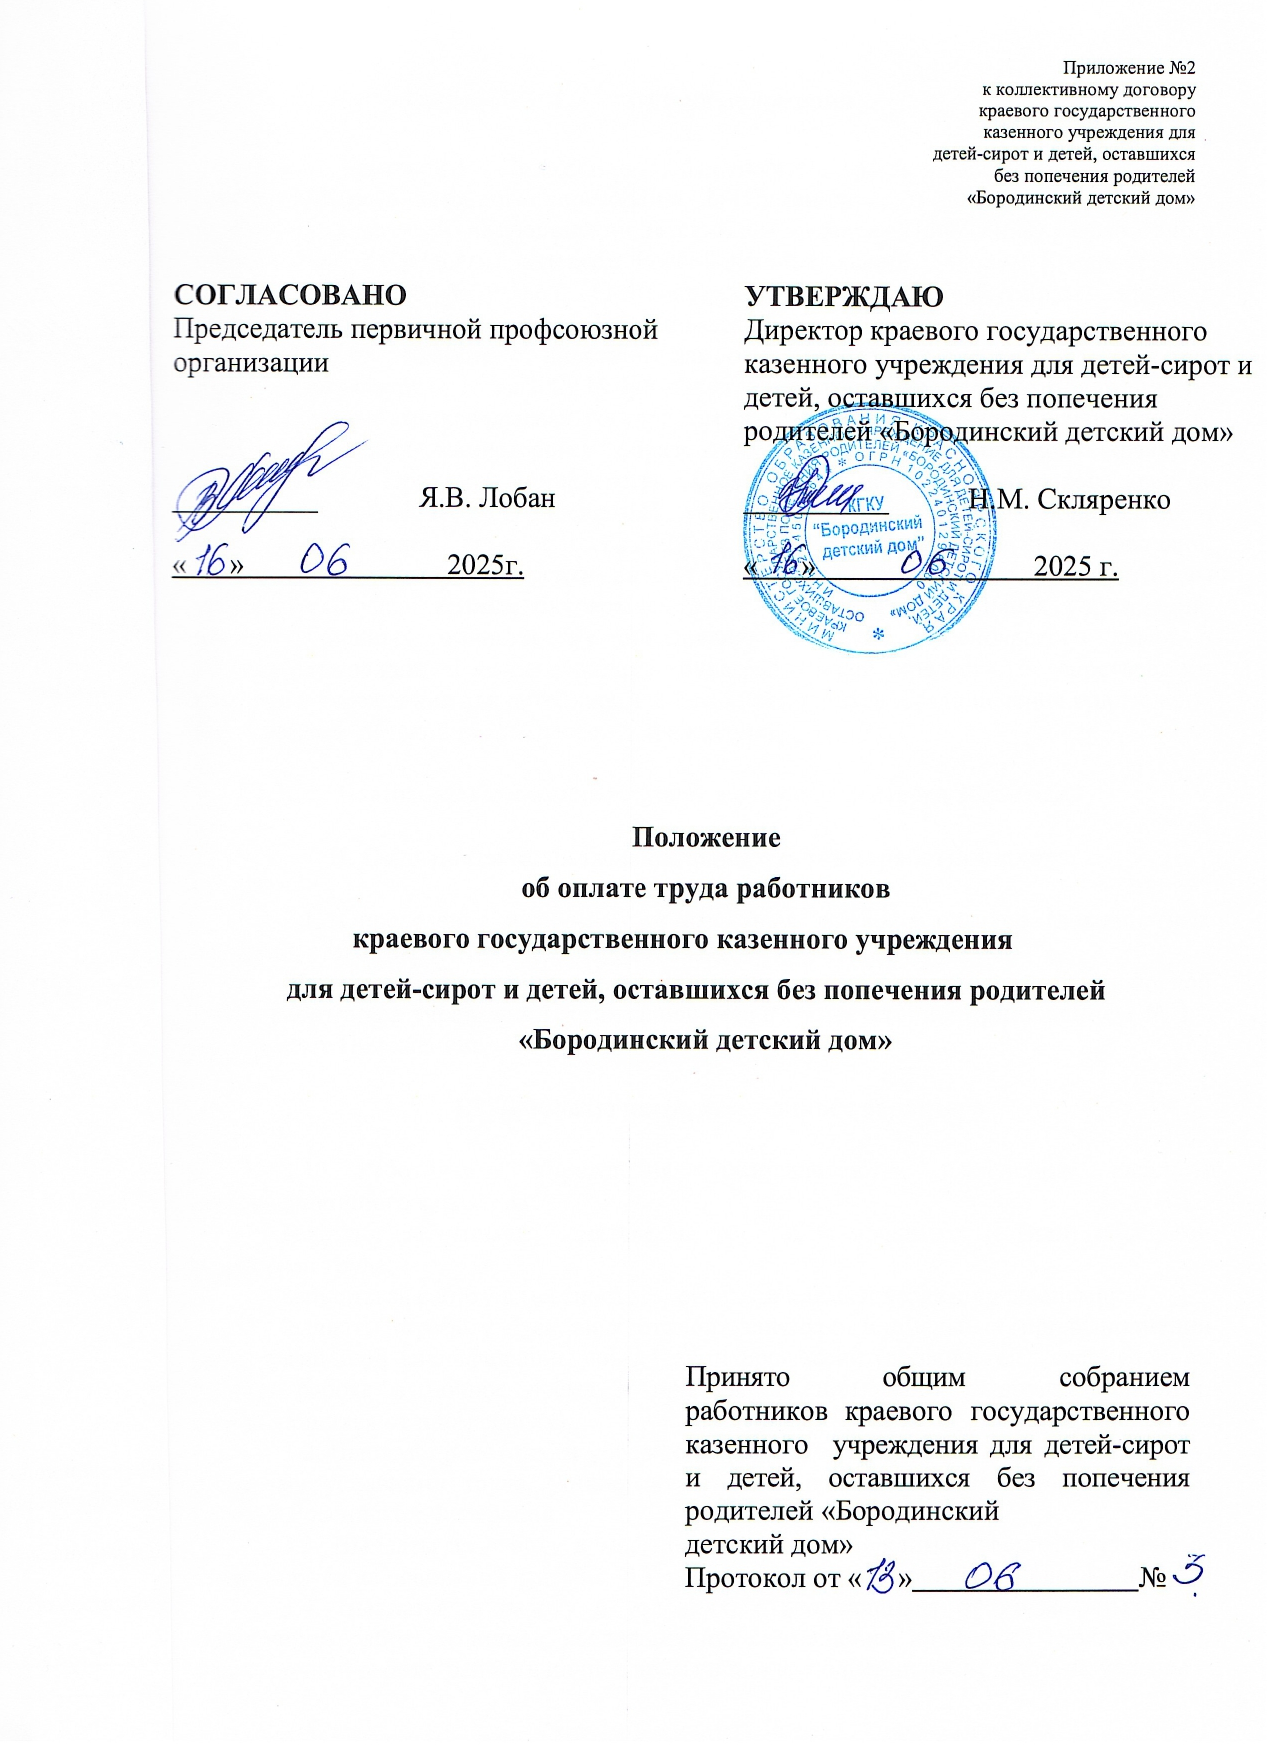 Приложение №2
к коллективному договору
краевого государственного
казенного учреждения для
детей-сирот и детей, оставшихся
без попечения родителей
«Бородинский детский дом»
СОГЛАСОВАНО
Председатель первичной профсоюзной
организации
Я.В. Лобан
«16» 06 2025г.
УТВЕРЖДАЮ
Директор краевого государственного
казенного учреждения для детей-сирот и
детей, оставшихся без попечения
родителей «Бородинский детский дом»
Н.М. Скляренко
«16» 06 2025 г.
КГКУ
"Бородинский
детский дом"
Положение
об оплате труда работников
краевого государственного казенного учреждения
для детей-сирот и детей, оставшихся без попечения родителей
«Бородинский детский дом»
Принято общим собранием
работников краевого государственного
казенного учреждения для детей-сирот
и детей, оставшихся без попечения
родителей «Бородинский
детский дом»
Протокол от «13» 06 № 3